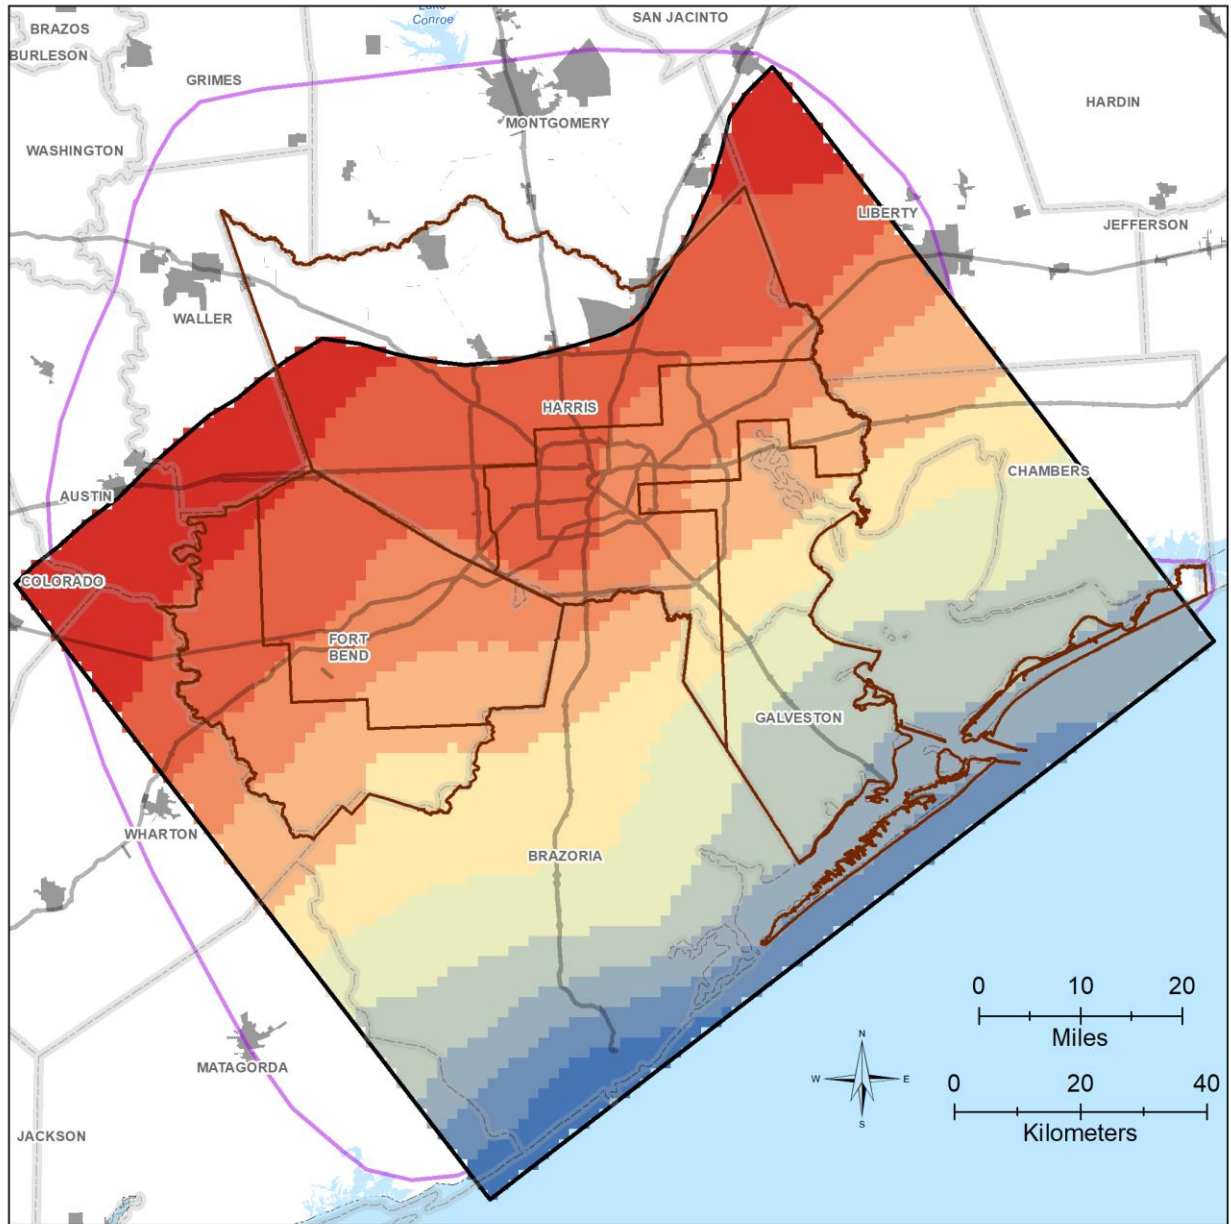 Lake
Conroe
SAN JACINTO
BRAZOS
BURLESON
GRIMES
HARDIN
MONTGOMERY
WASHINGTON
LIBERTY
JEFFERSON
WALLER
HARRIS
CHAMBERS
AUSTIN
COLORADO
FORT
BEND
GALVESTON
WHARTON
BRAZORIA
0 10 20
Miles
N
W E
S
0 20 40
Kilometers
MATAGORDA
JACKSON